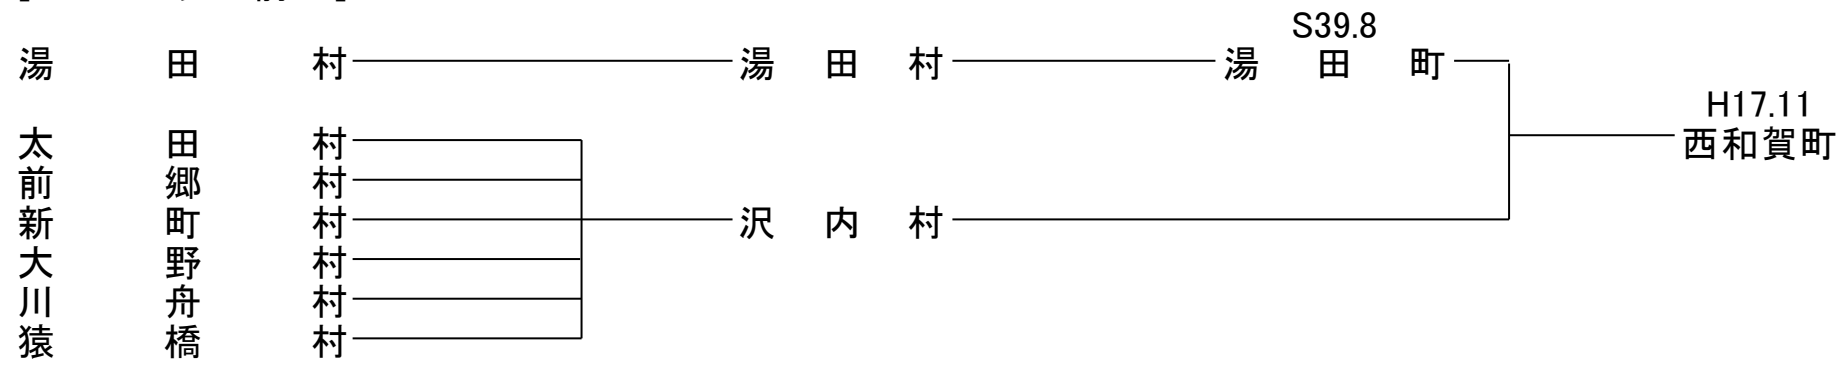 S39.8
湯田村 湯田村 湯田町
H17.11
西和賀町
太田村
前郷村
新町村 沢内村
大野村
川舟村
猿橋村